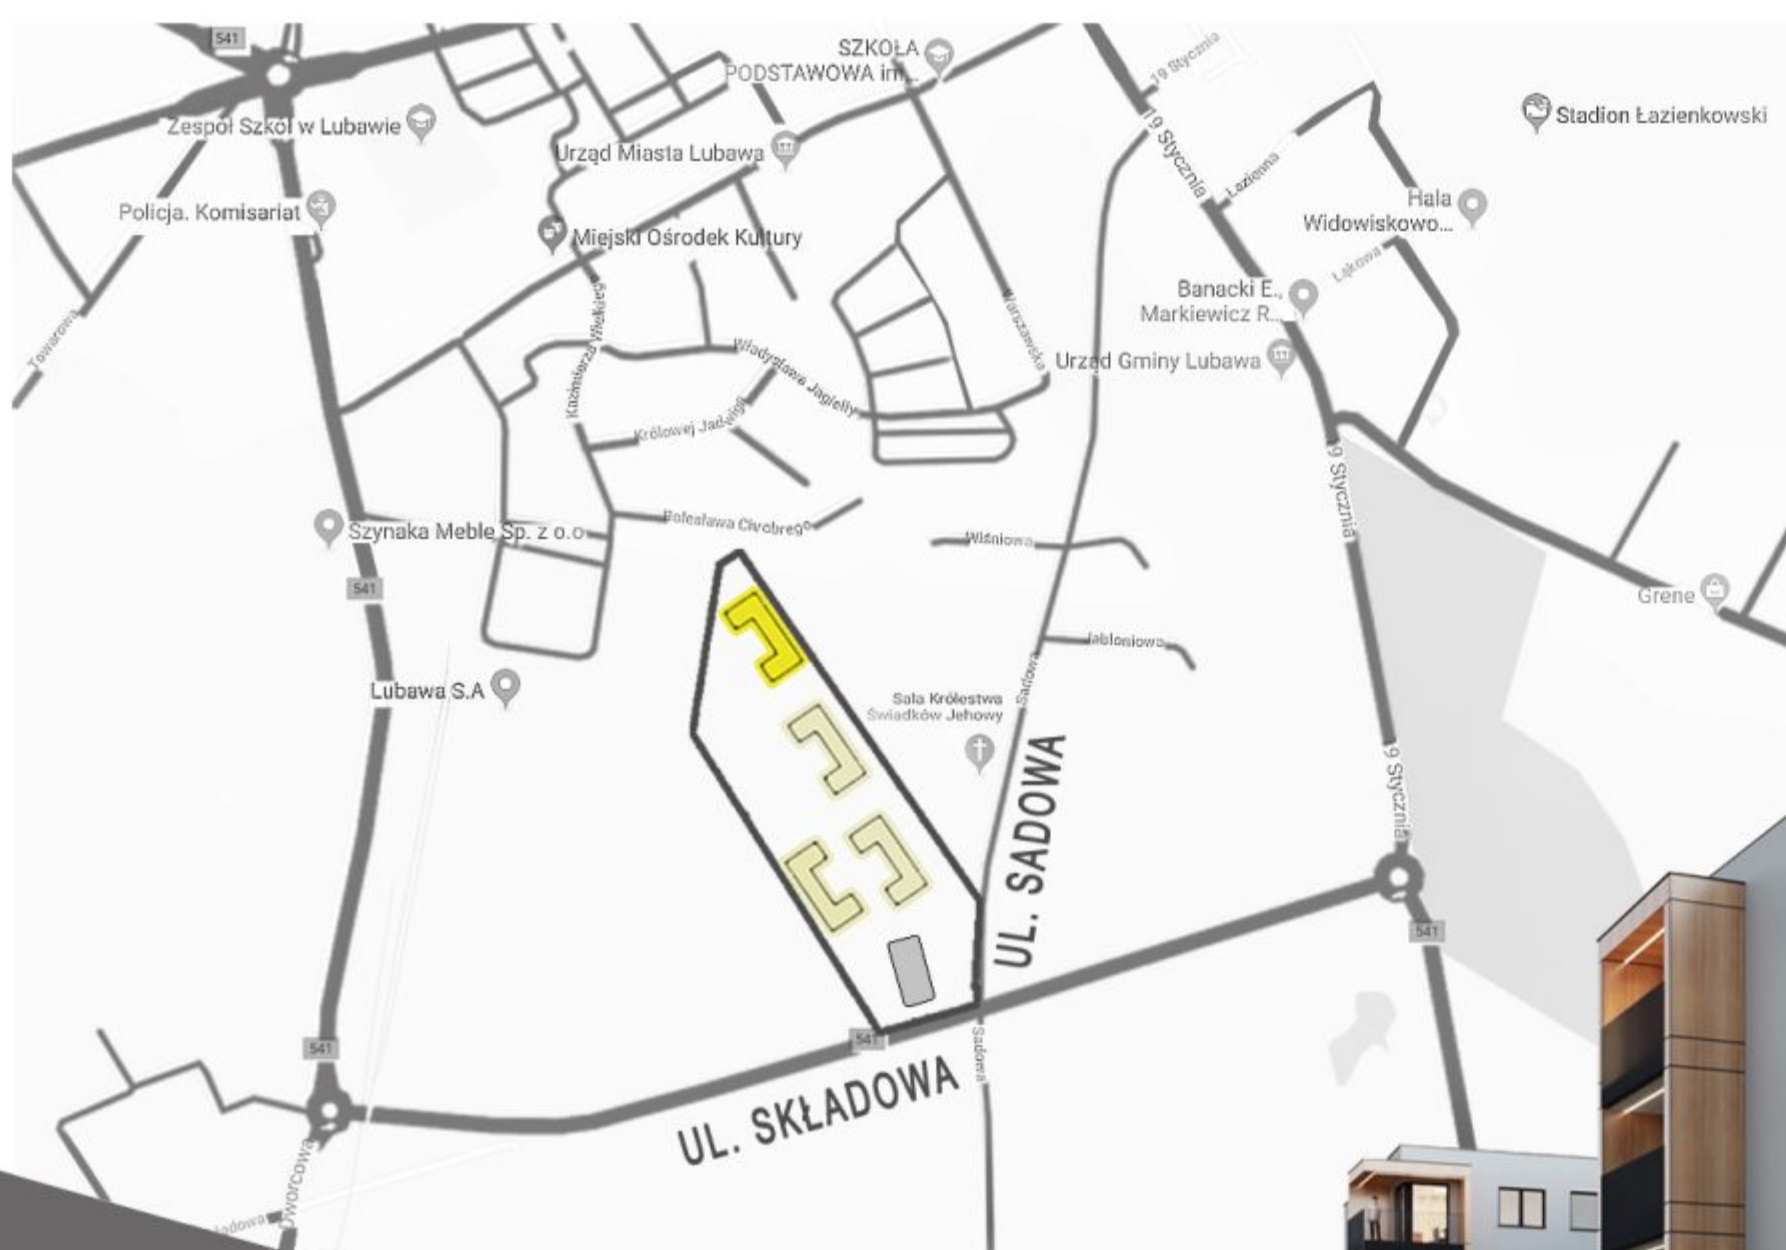 541
SZKOŁA
PODSTAWOWA im...
19 Stycznia
Zespół Szkół w Lubawie
Urząd Miasta Lubawa
19 Stycznia
Stadion Łazienkowski
Łazienna
Policja. Komisariat
Hala
Widowiskowo...
Miejski Ośrodek Kultury
Łąkowa
Banacki E.,
Markiewicz R...
Towarowa
Kazimierza Wielkiego
Warszawska
Władysława Jagiełły
Urząd Gminy Lubawa
Królowej Jadwigi
19 Stycznia
Szynaka Meble Sp. z o.o
Bolesława Chrobrego
Wiśniowa
541
Grene
Jabłoniowa
Sadowa
Lubawa S.A
Sala Królestwa
Świadków Jehowy
UL. SADOWA
19 Stycznia
541
541
541
Sadowa
UL. SKŁADOWA
Dworcowa
ładowa